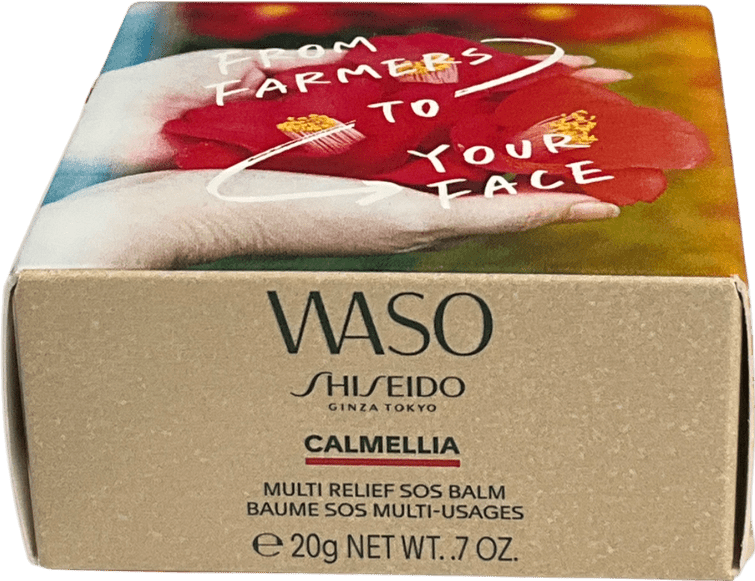 FROM
FARMERS
TO
YOUR
FACE
WASO
SHISEIDO
GINZA TOKYO
CALMELLIA
MULTI RELIEF SOS BALM
BAUME SOS MULTI-USAGES
℮ 20g NET WT. .7 OZ.